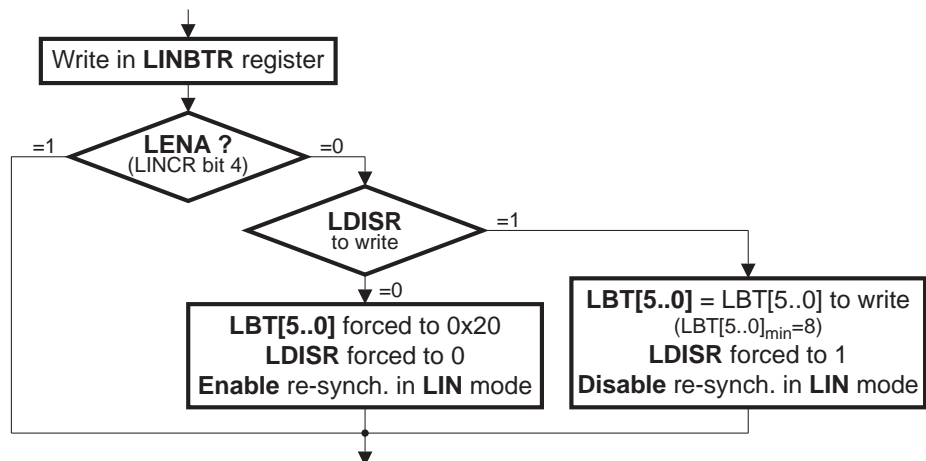 Write in LINBTR register
LENA ?
(LINCR bit 4)
=1
=0
LDISR
to write
=1
=0
LBT[5..0] forced to 0x20
LDISR forced to 0
Enable re-synch. in LIN mode
LBT[5..0] = LBT[5..0] to write
(LBT[5..0]min=8)
LDISR forced to 1
Disable re-synch. in LIN mode